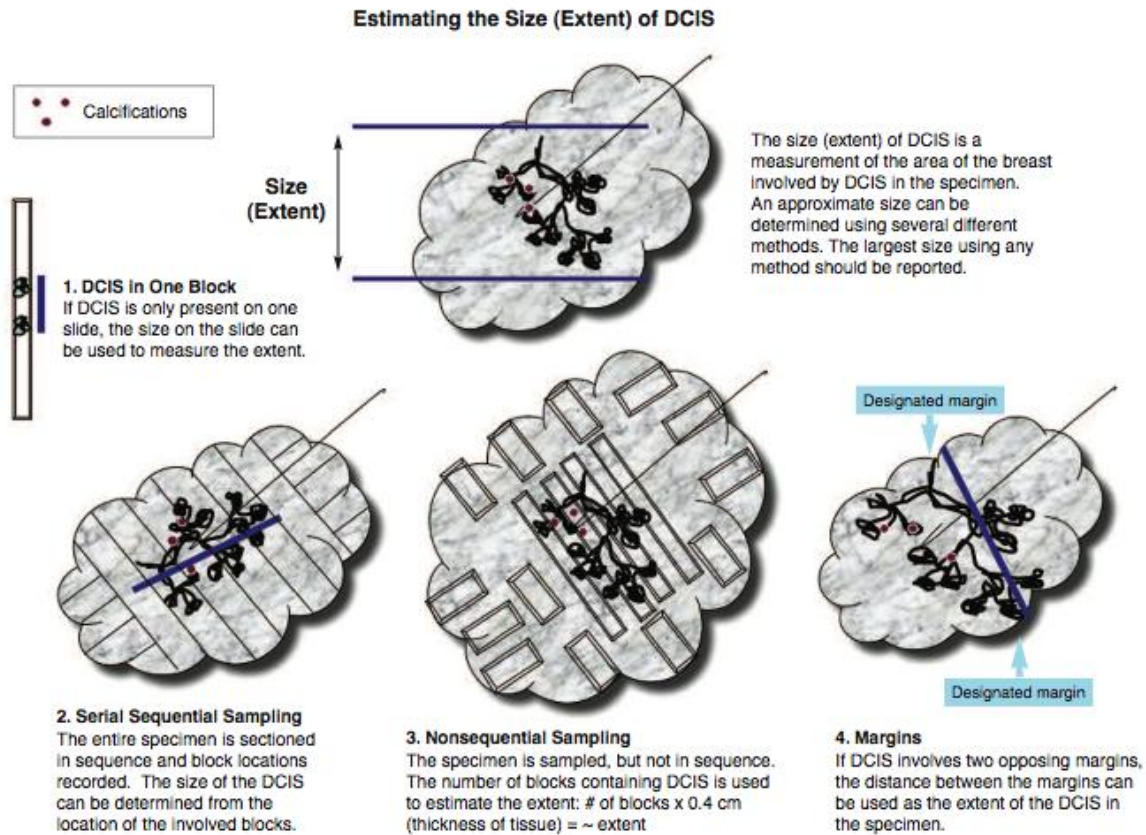 Estimating the Size (Extent) of DCIS
Calcifications
Size
(Extent)
The size (extent) of DCIS is a
measurement of the area of the breast
involved by DCIS in the specimen.
An approximate size can be
determined using several different
methods. The largest size using any
method should be reported.
1. DCIS in One Block
If DCIS is only present on one
slide, the size on the slide can
be used to measure the extent.
Designated margin
Designated margin
2. Serial Sequential Sampling
The entire specimen is sectioned
in sequence and block locations
recorded. The size of the DCIS
can be determined from the
location of the involved blocks.
3. Nonsequential Sampling
The specimen is sampled, but not in sequence.
The number of blocks containing DCIS is used
to estimate the extent: # of blocks x 0.4 cm
(thickness of tissue) = ~ extent
4. Margins
If DCIS involves two opposing margins,
the distance between the margins can
be used as the extent of the DCIS in
the specimen.